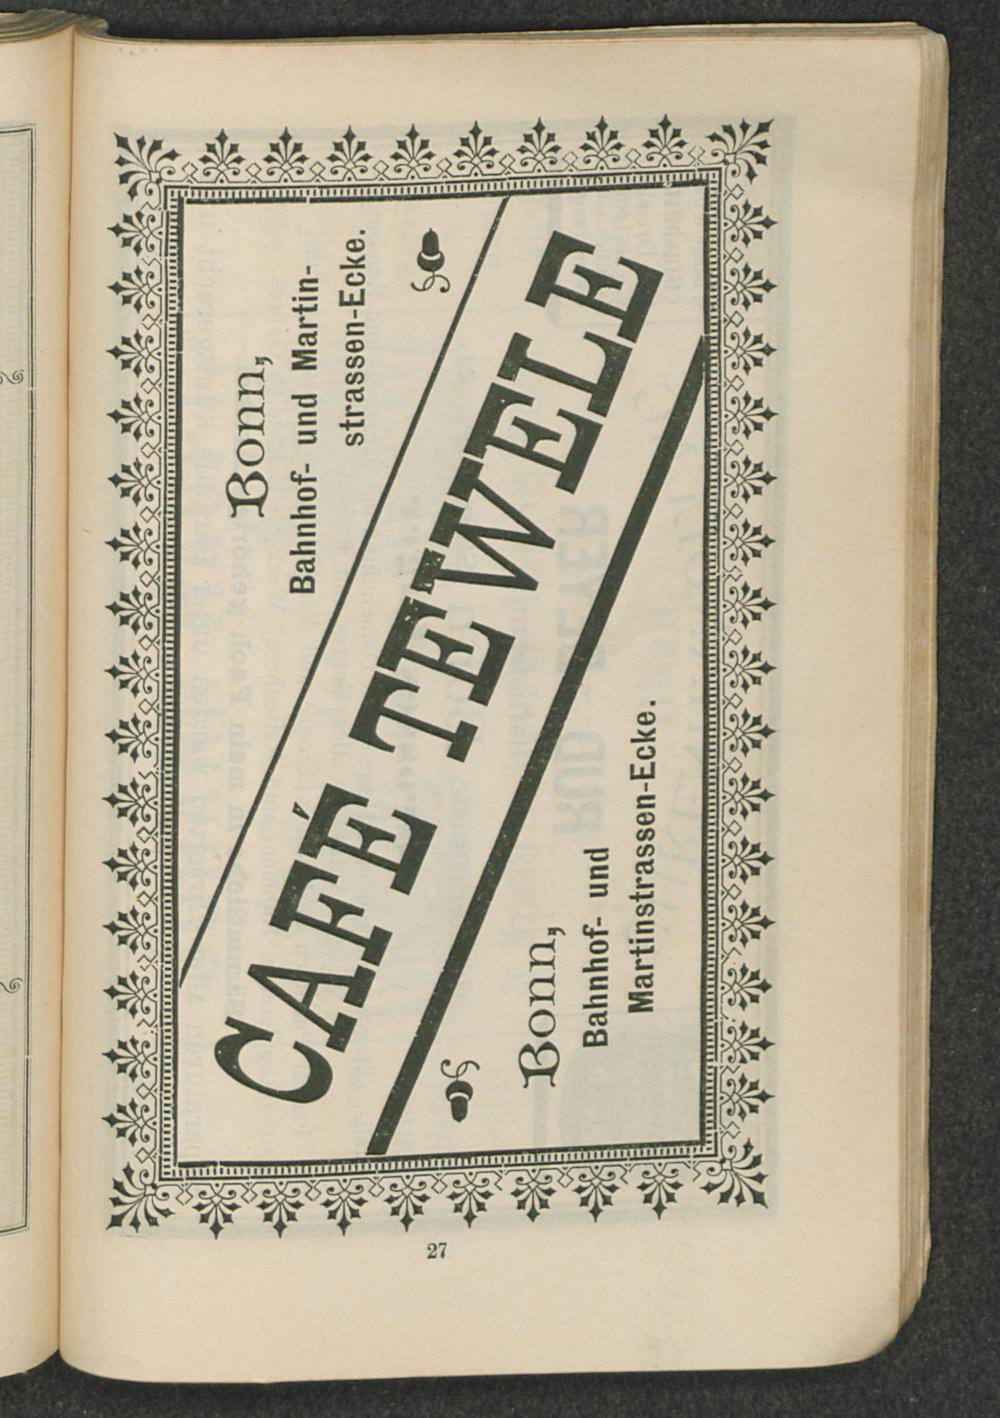 Bonn,
Bahnhof- und Martin-
strassen-Ecke.
CAFÉ TEWELE
Bonn,
Bahnhof- und
Martinstrassen-Ecke.
27